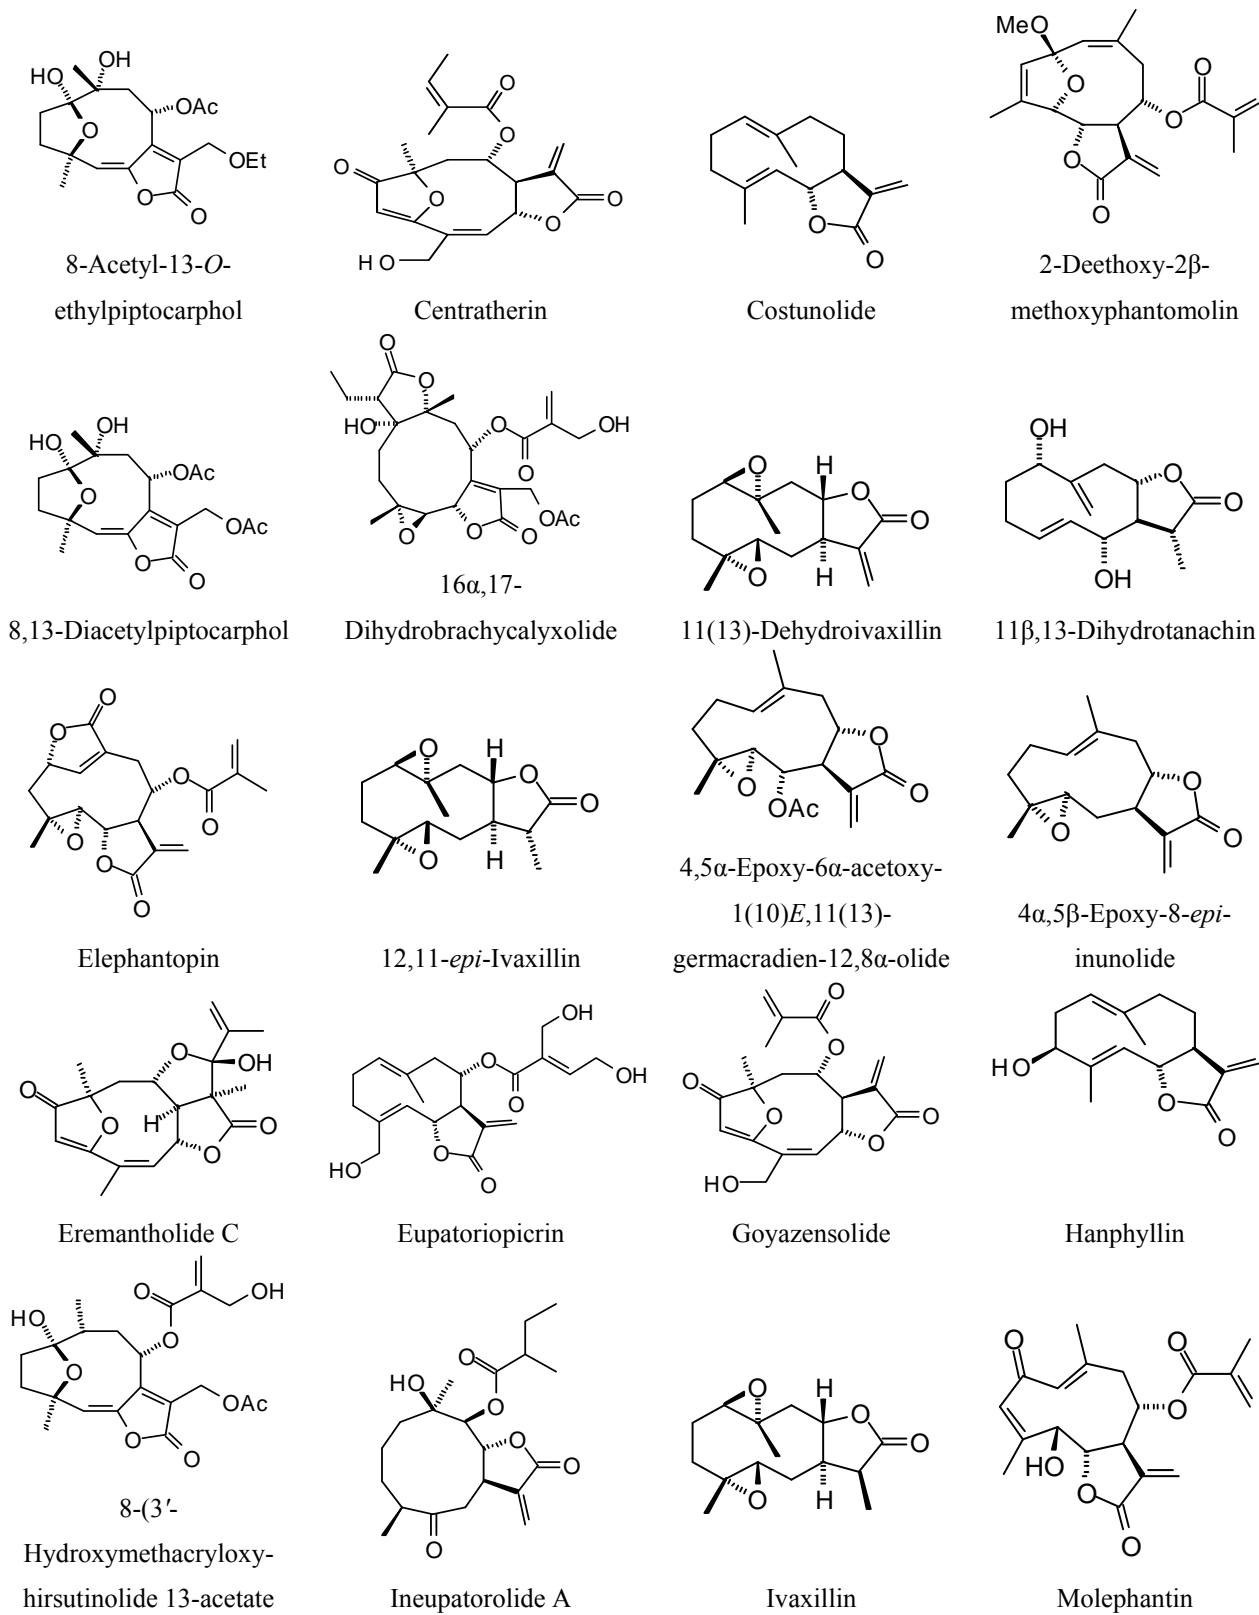 HO
OH
OAc
O
OEt
O
O
8-Acetyl-13-O-
ethylpiptocarphol
O
O
O
O
O
O
H O
Centratherin
O
O
Costunolide
MeO
O
O
O
O
O
2-Deethoxy-2β-
methoxyphantomolin
HO
OH
OAc
O
OAc
O
O
8,13-Diacetylpiptocarphol
O
O
HO
O
OH
O
O
O
O
OAc
16α,17-
Dihydrobrachycalyxolide
O
H
O
O
O
H
11(13)-Dehydroivaxillin
OH
O
O
OH
11β,13-Dihydrotanachin
O
O
O
O
O
O
O
Elephantopin
O
H
O
O
O
H
12,11-epi-Ivaxillin
O
O
O
OAc
4,5α-Epoxy-6α-acetoxy-
1(10)E,11(13)-
germacradien-12,8α-olide
O
O
O
4α,5β-Epoxy-8-epi-
inunolide
O
OH
O
O
H
O
O
Eremantholide C
OH
O
OH
O
O
HO
O
Eupatoriopicrin
O
O
O
O
O
O
HO
Goyazensolide
HO
O
O
Hanphyllin
O
OH
HO
O
O
OAc
O
O
8-(3′-
Hydroxymethacryloxy-
hirsutinolide 13-acetate
O
HO
O
O
O
O
Ineupatorolide A
O
H
O
O
O
H
Ivaxillin
O
O
O
HO
O
O
Molephantin